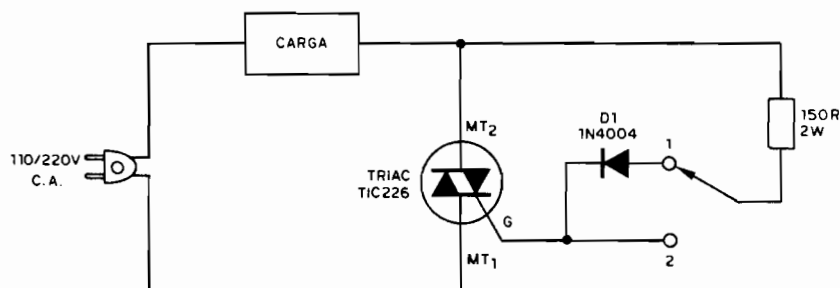 CARGA
110/220V
C.A.
MT2
TRIAC
TIC226
G
MT1
D1
1N4004
1
2
150R
2W